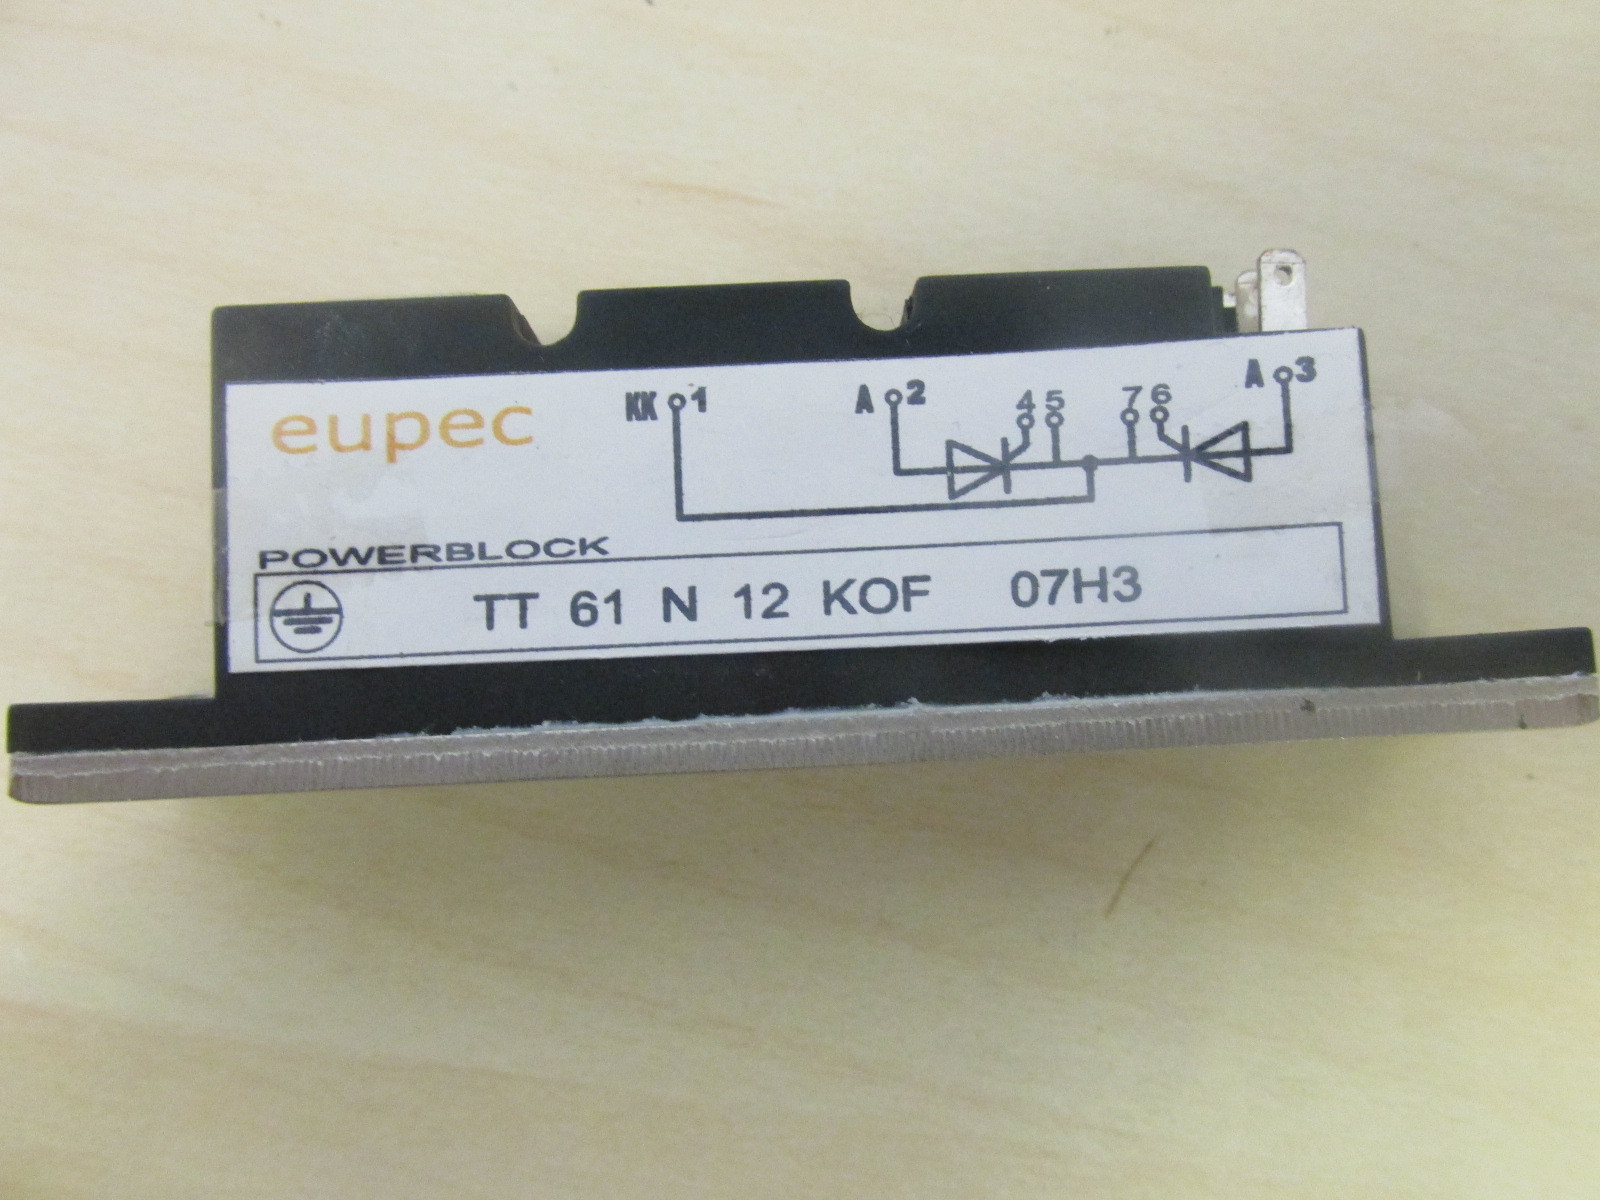 eupec
KK 1 A 2 4 5 7 6 A 3
POWERBLOCK
TT 61 N 12 KOF 07H3